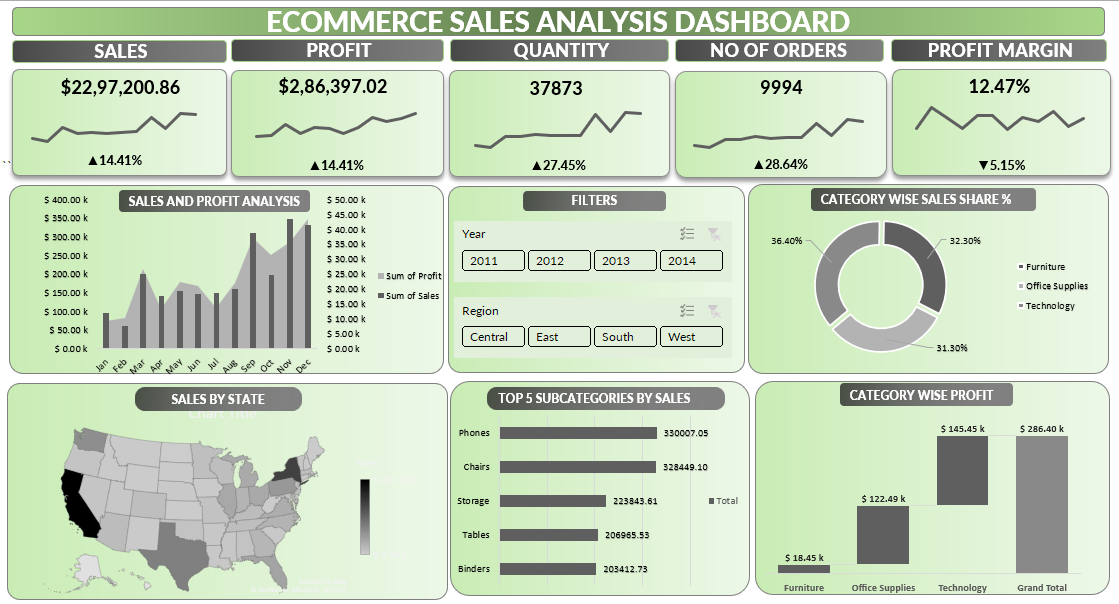 ECOMMERCE SALES ANALYSIS DASHBOARD
SALES
PROFIT
QUANTITY
NO OF ORDERS
PROFIT MARGIN
$22,97,200.86
$2,86,397.02
37873
9994
12.47%
▲14.41%
▲14.41%
▲27.45%
▲28.64%
▼5.15%
SALES AND PROFIT ANALYSIS
$ 400.00 k
$ 350.00 k
$ 300.00 k
$ 250.00 k
$ 200.00 k
$ 150.00 k
$ 100.00 k
$ 50.00 k
$ 0.00 k
$ 50.00 k
$ 45.00 k
$ 40.00 k
$ 35.00 k
$ 30.00 k
$ 25.00 k
$ 20.00 k
$ 15.00 k
$ 10.00 k
$ 5.00 k
$ 0.00 k
Sum of Profit
Sum of Sales
Jan Feb Mar Apr May Jun Jul Aug Sep Oct Nov Dec
FILTERS
Year
2011 2012 2013 2014
Region
Central East South West
CATEGORY WISE SALES SHARE %
36.40%
32.30%
31.30%
Furniture
Office Supplies
Technology
SALES BY STATE
Chart Title
TOP 5 SUBCATEGORIES BY SALES
Phones 330007.05
Chairs 328449.10
Storage 223843.61
Tables 206965.53
Binders 203412.73
Total
CATEGORY WISE PROFIT
$ 18.45 k
$ 122.49 k
$ 145.45 k
$ 286.40 k
Furniture Office Supplies Technology Grand Total